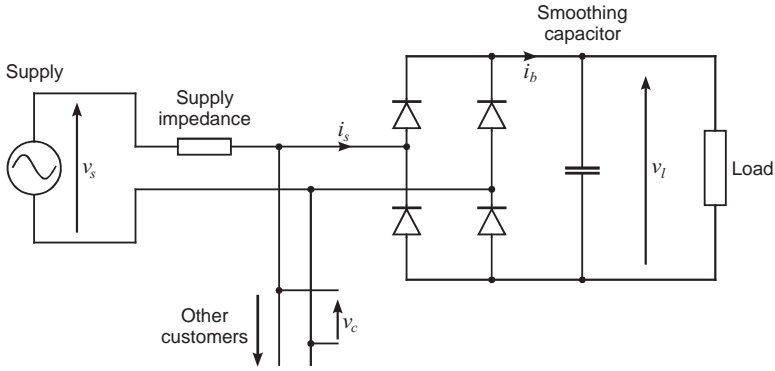 Smoothing
capacitor
Supply
Supply
impedance
i_b
i_s
v_s
v_l
Load
Other
customers
v_c